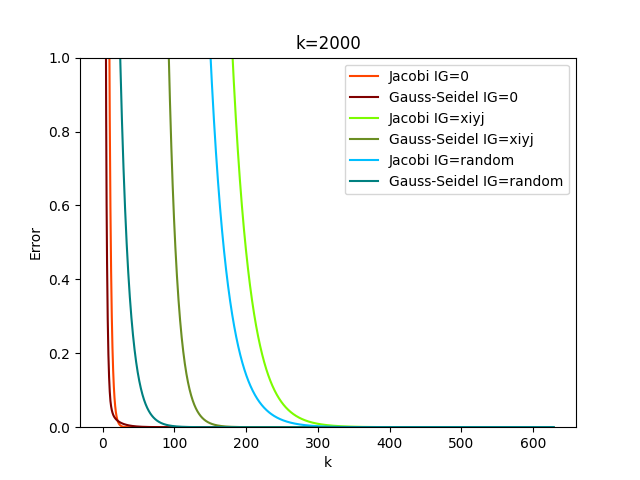 k=2000
Jacobi IG=0
Gauss-Seidel IG=0
Jacobi IG=xiyj
Gauss-Seidel IG=xiyj
Jacobi IG=random
Gauss-Seidel IG=random
1.0
0.8
0.6
0.4
0.2
0.0
Error
0 100 200 300 400 500 600
k